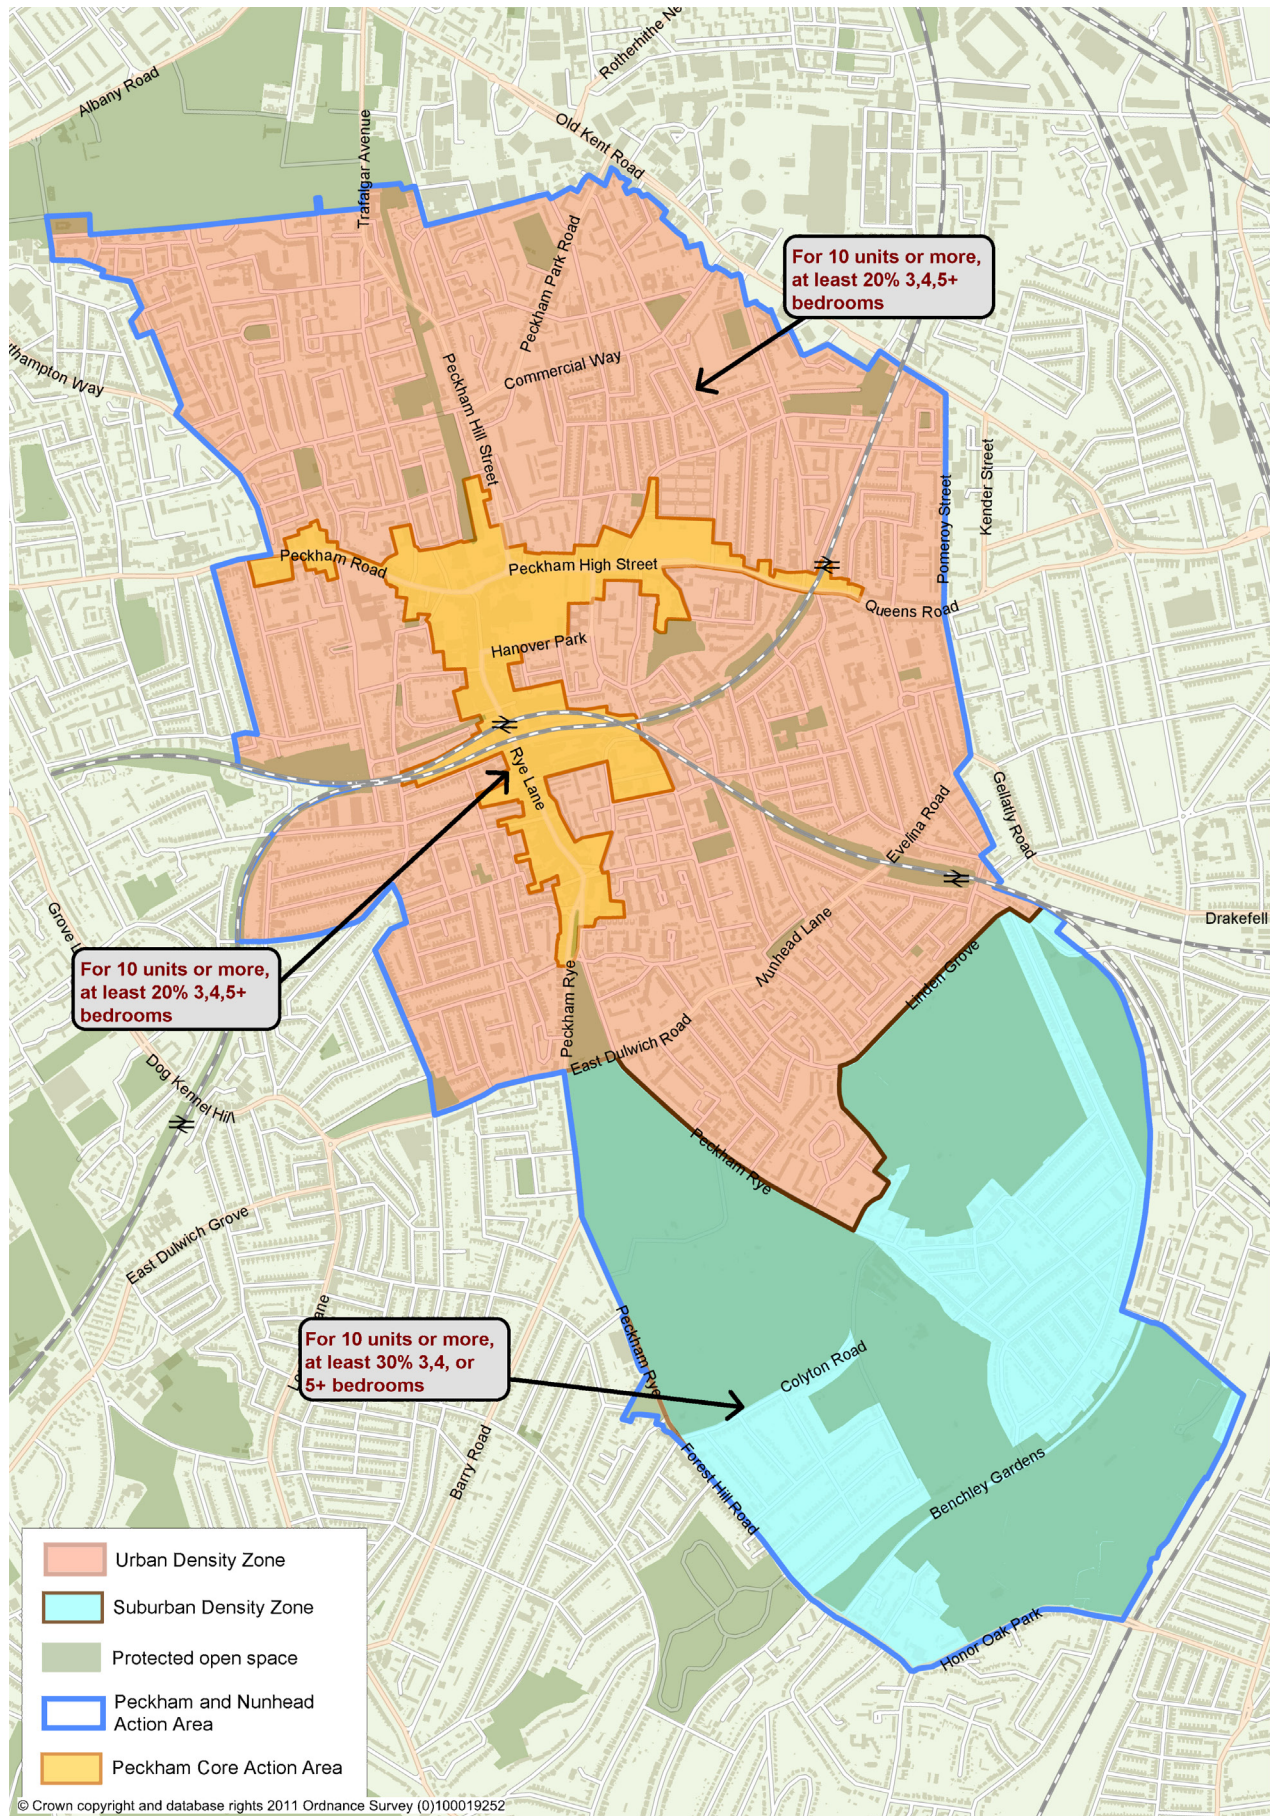 Albany Road
Trafalgar Avenue
Old Kent Road
Peckham Park Road
For 10 units or more,
at least 20% 3,4,5+
bedrooms
Commercial Way
Peckham Hill Street
Kender Street
Pomeroy Street
Peckham Road
Peckham High Street
Queens Road
Hanover Park
Rye Lane
Gellatly Road
Evelina Road
Drakefell
Nunhead Lane
Linden Grove
For 10 units or more,
at least 20% 3,4,5+
bedrooms
Peckham Rye
East Dulwich Road
Dog Kennel Hill
Peckham Rye
East Dulwich Grove
For 10 units or more,
at least 30% 3,4, or
5+ bedrooms
Peckham Rye
Colyton Road
Barry Road
Forest Hill Road
Benchley Gardens
Honor Oak Park
Urban Density Zone
Suburban Density Zone
Protected open space
Peckham and Nunhead
Action Area
Peckham Core Action Area
© Crown copyright and database rights 2011 Ordnance Survey (0)100019252